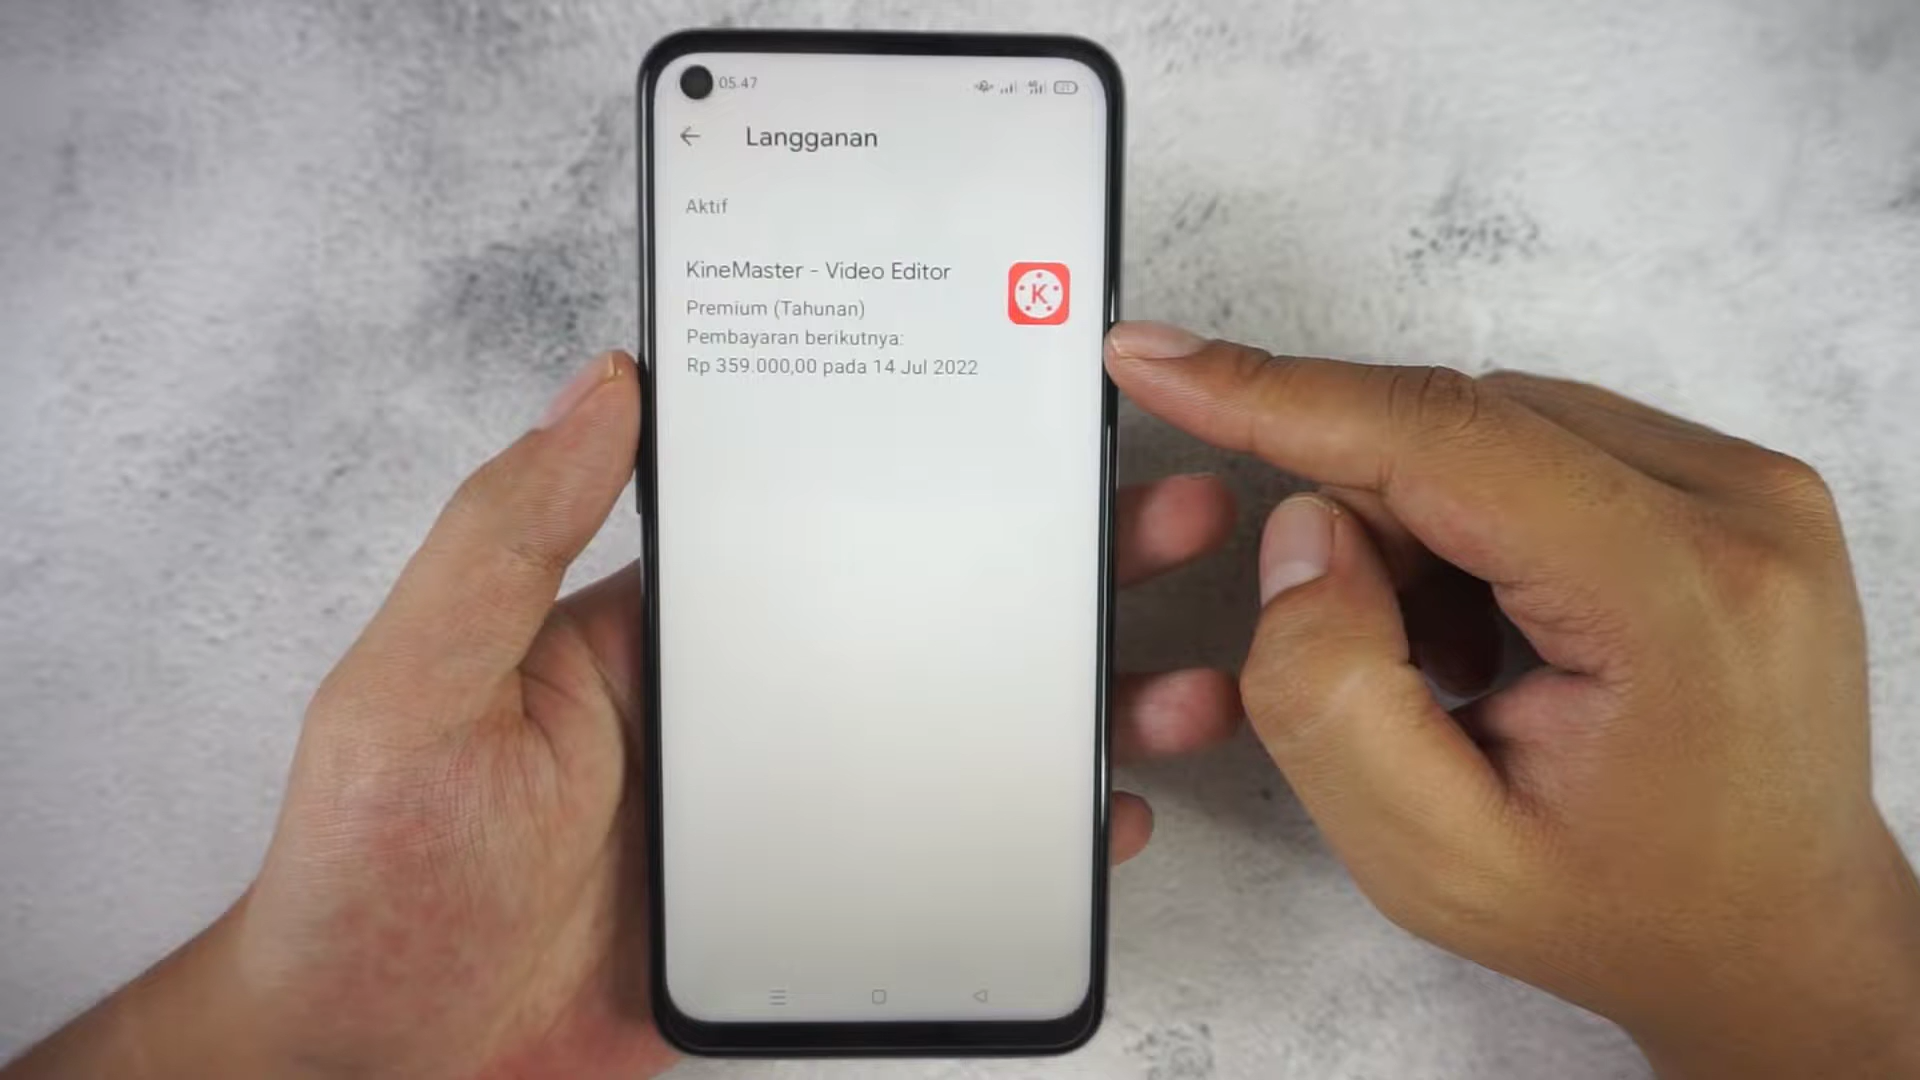 05.47
Langganan
Aktif
KineMaster - Video Editor
K
Premium (Tahunan)
Pembayaran berikutnya:
Rp 359.000,00 pada 14 Jul 2022